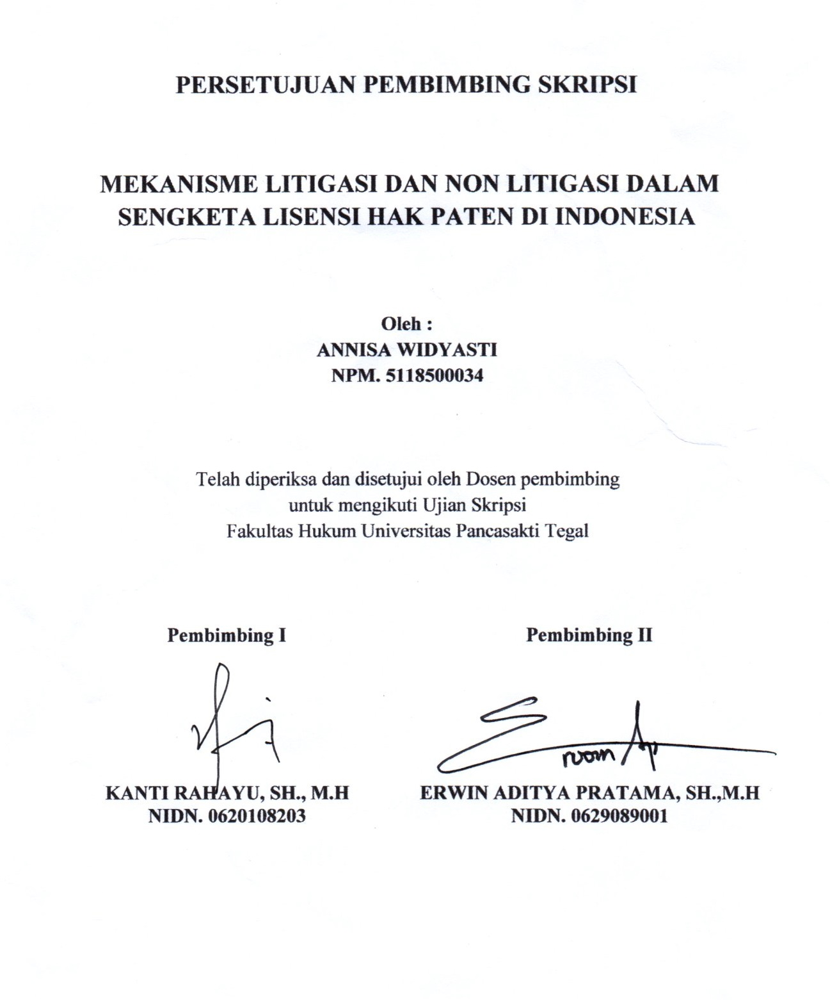 PERSETUJUAN PEMBIMBING SKRIPSI
MEKANISME LITIGASI DAN NON LITIGASI DALAM
SENGKETA LISENSI HAK PATEN DI INDONESIA
Oleh :
ANNISA WIDYASTI
NPM. 5118500034
Telah diperiksa dan disetujui oleh Dosen pembimbing
untuk mengikuti Ujian Skripsi
Fakultas Hukum Universitas Pancasakti Tegal
Pembimbing I
Pembimbing II
KANTI RAHAYU, SH., M.H
ERWIN ADITYA PRATAMA, SH.,M.H
NIDN. 0620108203
NIDN. 0629089001